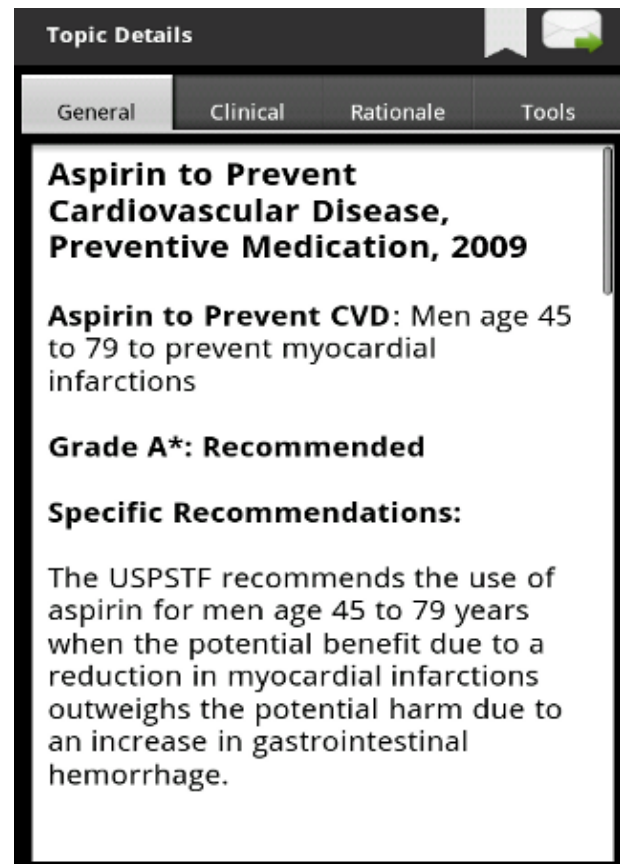 Topic Details
General Clinical Rationale Tools
Aspirin to Prevent
Cardiovascular Disease,
Preventive Medication, 2009
Aspirin to Prevent CVD: Men age 45
to 79 to prevent myocardial
infarctions
Grade A*: Recommended
Specific Recommendations:
The USPSTF recommends the use of
aspirin for men age 45 to 79 years
when the potential benefit due to a
reduction in myocardial infarctions
outweighs the potential harm due to
an increase in gastrointestinal
hemorrhage.